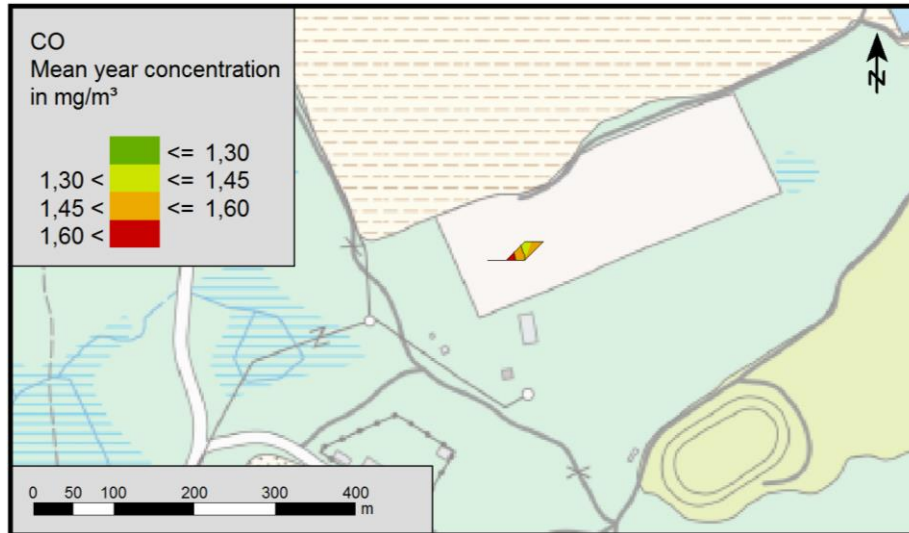 CO
Mean year concentration
in mg/m³
<= 1,30
1,30 < <= 1,45
1,45 < <= 1,60
1,60 <
N
0 50 100 200 300 400
m